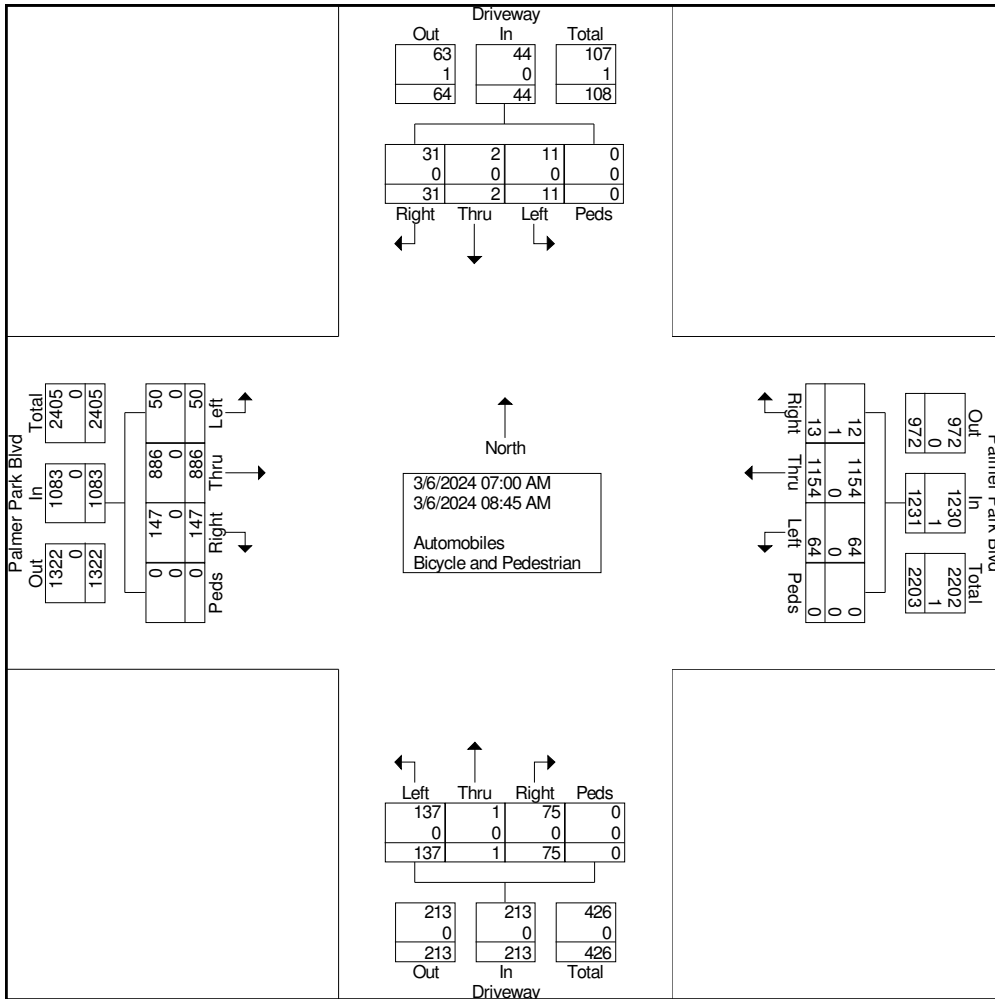 Driveway
Out In Total
63 44 107
1 0 1
64 44 108
31 2 11 0
0 0 0 0
31 2 11 0
Right Thru Left Peds
Palmer Park Blvd
Total In Out
2405 1083 1322
0 0 0
2405 1083 1322
50 886 147 0
0 0 0 0
50 886 147 0
Left Thru Right Peds
North
3/6/2024 07:00 AM
3/6/2024 08:45 AM
Automobiles
Bicycle and Pedestrian
Palmer Park Blvd
Out In Total
972 1230 2202
0 1 1
972 1231 2203
12 1154 64 0
1 0 0 0
13 1154 64 0
Right Thru Left Peds
Left Thru Right Peds
137 1 75 0
0 0 0 0
137 1 75 0
213 213 426
0 0 0
213 213 426
Out In Total
Driveway